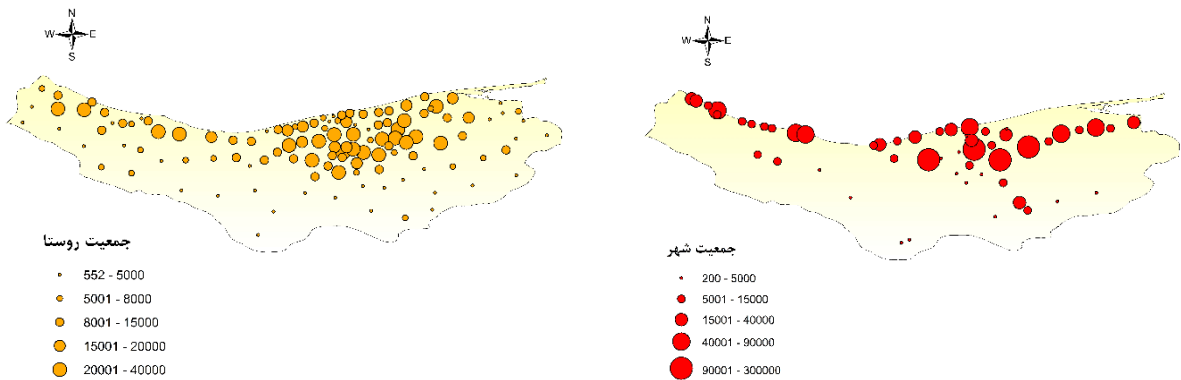 N
W E
S
جمعیت روستا
552 - 5000
5001 - 8000
8001 - 15000
15001 - 20000
20001 - 40000
N
W E
S
جمعیت شهر
200 - 5000
5001 - 15000
15001 - 40000
40001 - 90000
90001 - 300000